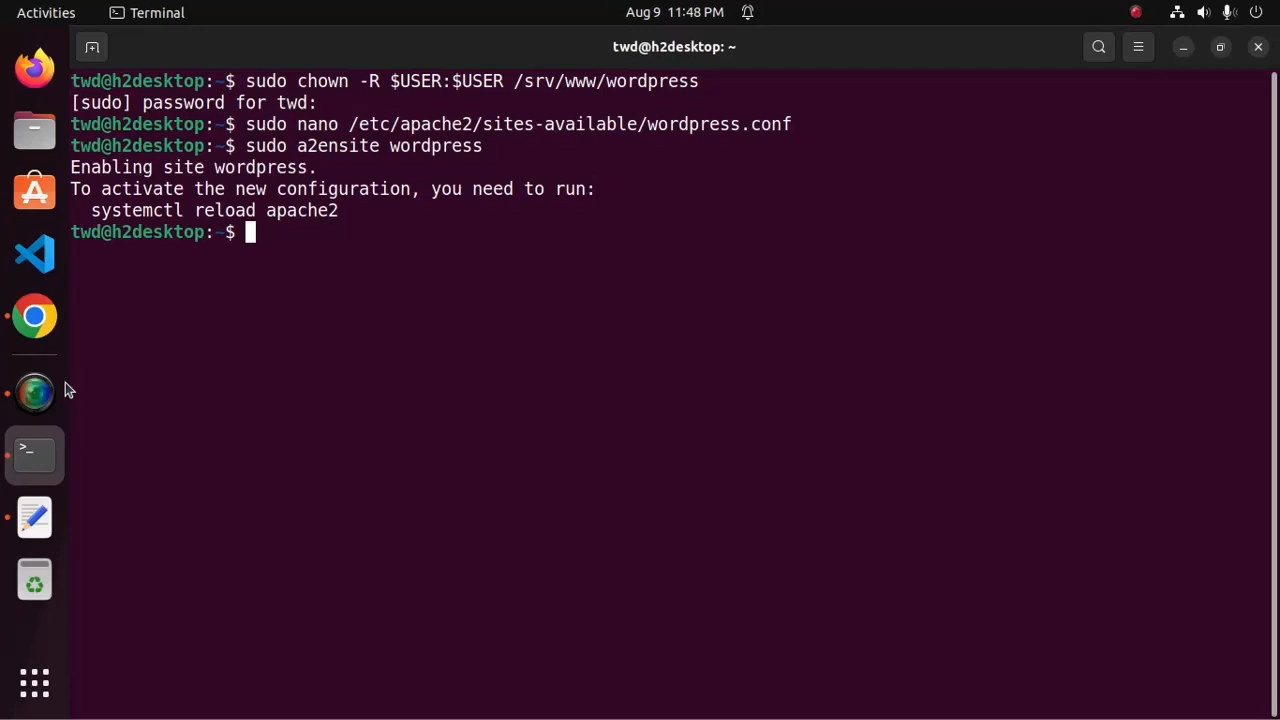 Activities
Terminal
Aug 9 11:48 PM
twd@h2desktop: ~
twd@h2desktop:~$ sudo chown -R $USER:$USER /srv/www/wordpress
[sudo] password for twd:
twd@h2desktop:~$ sudo nano /etc/apache2/sites-available/wordpress.conf
twd@h2desktop:~$ sudo a2ensite wordpress
Enabling site wordpress.
To activate the new configuration, you need to run:
  systemctl reload apache2
twd@h2desktop:~$